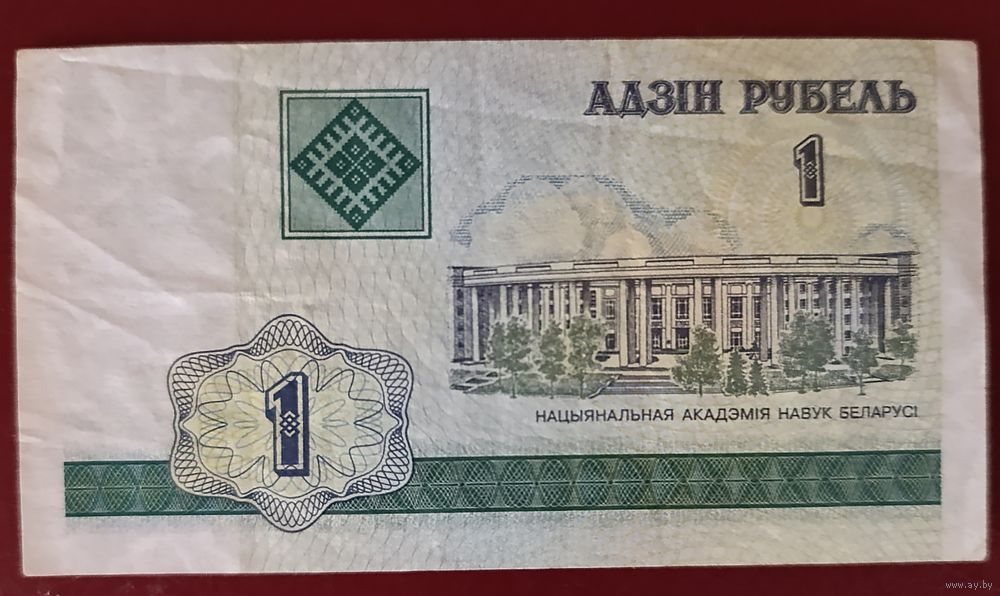 АДЗІН РУБЕЛЬ
1
НАЦЫЯНАЛЬНАЯ АКАДЭМІЯ НАВУК БЕЛАРУСІ
1
www.ay.by